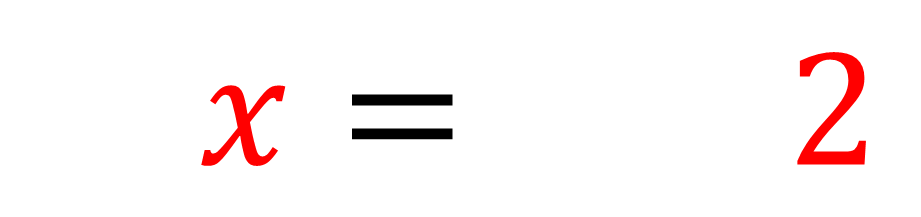 x = 2